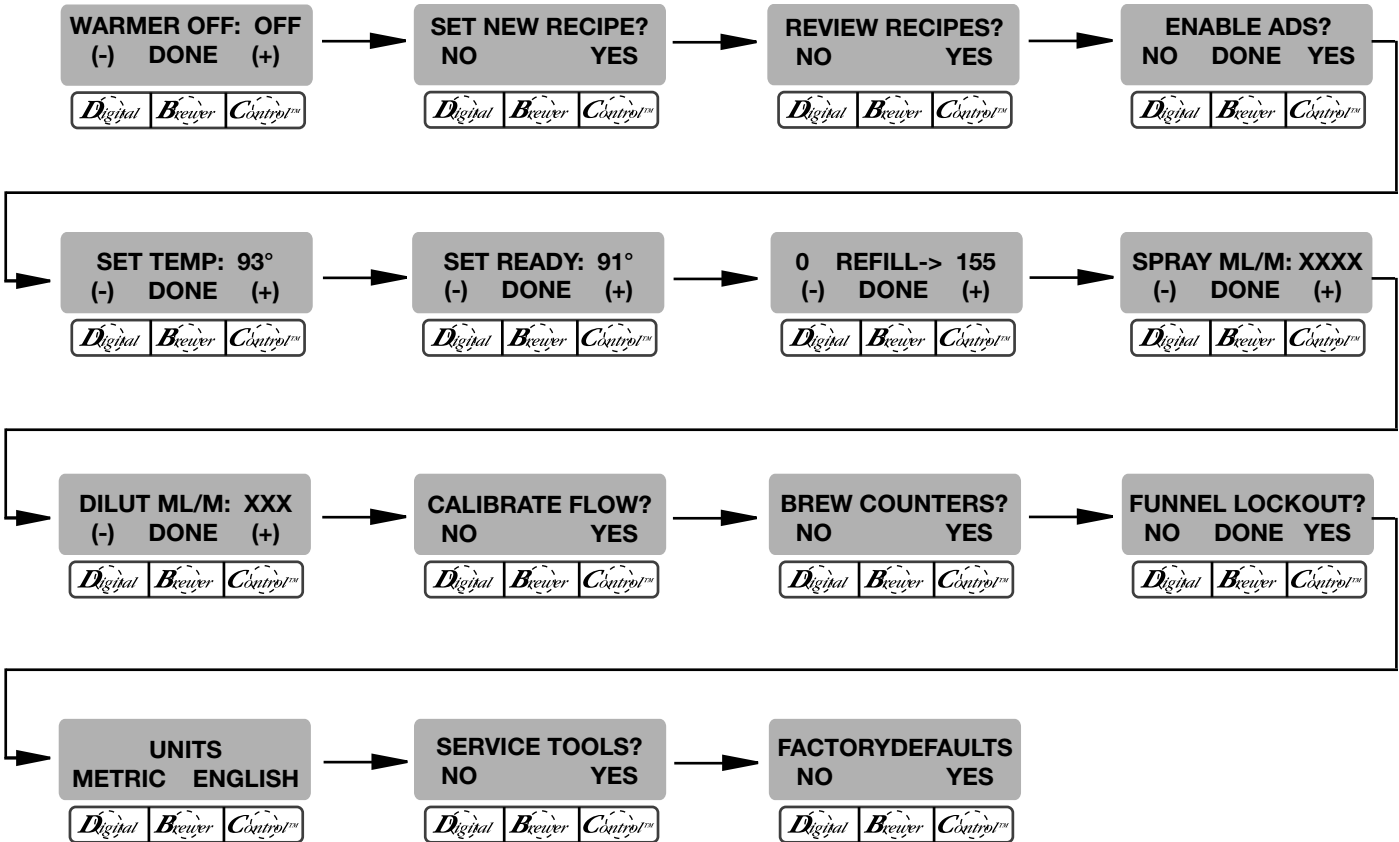 WARMER OFF: OFF
(-) DONE (+)
Digital Brewer Control™
SET NEW RECIPE?
NO YES
Digital Brewer Control™
REVIEW RECIPES?
NO YES
Digital Brewer Control™
ENABLE ADS?
NO DONE YES
Digital Brewer Control™
SET TEMP: 93°
(-) DONE (+)
Digital Brewer Control™
SET READY: 91°
(-) DONE (+)
Digital Brewer Control™
0 REFILL-> 155
(-) DONE (+)
Digital Brewer Control™
SPRAY ML/M: XXXX
(-) DONE (+)
Digital Brewer Control™
DILUT ML/M: XXX
(-) DONE (+)
Digital Brewer Control™
CALIBRATE FLOW?
NO YES
Digital Brewer Control™
BREW COUNTERS?
NO YES
Digital Brewer Control™
FUNNEL LOCKOUT?
NO DONE YES
Digital Brewer Control™
UNITS
METRIC ENGLISH
Digital Brewer Control™
SERVICE TOOLS?
NO YES
Digital Brewer Control™
FACTORYDEFAULTS
NO YES
Digital Brewer Control™